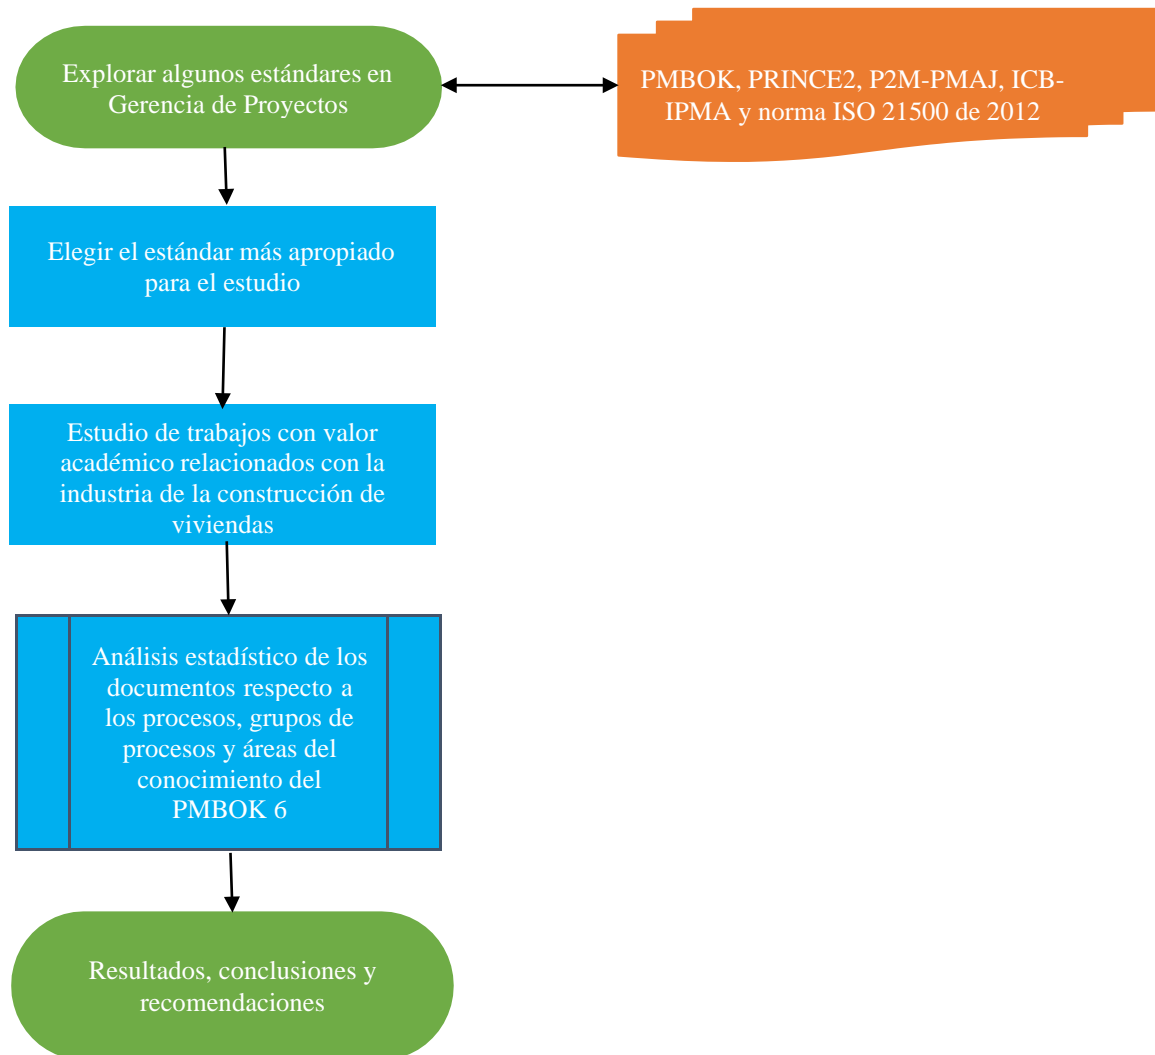 Explorar algunos estándares en
Gerencia de Proyectos
PMBOK, PRINCE2, P2M-PMAJ, ICB-
IPMA y norma ISO 21500 de 2012
Elegir el estándar más apropiado
para el estudio
Estudio de trabajos con valor
académico relacionados con la
industria de la construcción de
viviendas
Análisis estadístico de los
documentos respecto a
los procesos, grupos de
procesos y áreas del
conocimiento del
PMBOK 6
Resultados, conclusiones y
recomendaciones